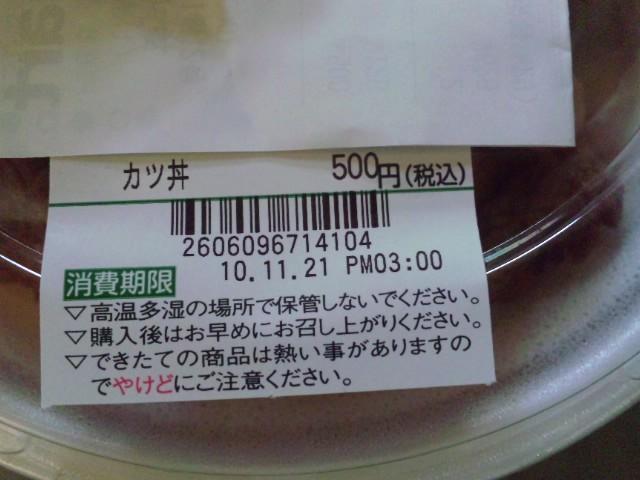 カツ丼 500円(税込)
2606096714104
10.11.21 PM03:00
消費期限
▽高温多湿の場所で保管しないでください。
▽購入後はお早めにお召し上がりください。
▽できたての商品は熱い事がありますの
でやけどにご注意ください。